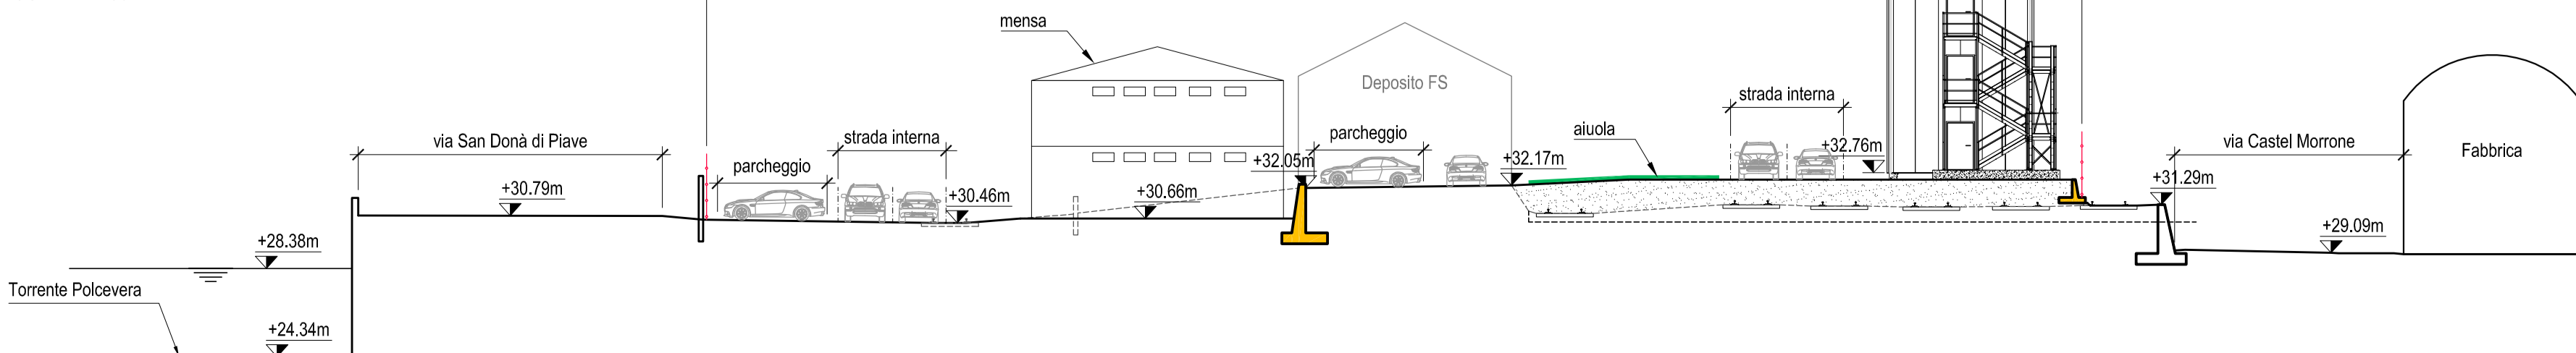 mensa
Deposito FS
strada interna
via San Donà di Piave
strada interna
parcheggio
aiuola
+32.76m
via Castel Morrone
Fabbrica
parcheggio
+32.05m
+32.17m
+30.79m
+30.46m
+30.66m
+31.29m
+28.38m
+29.09m
Torrente Polcevera
+24.34m